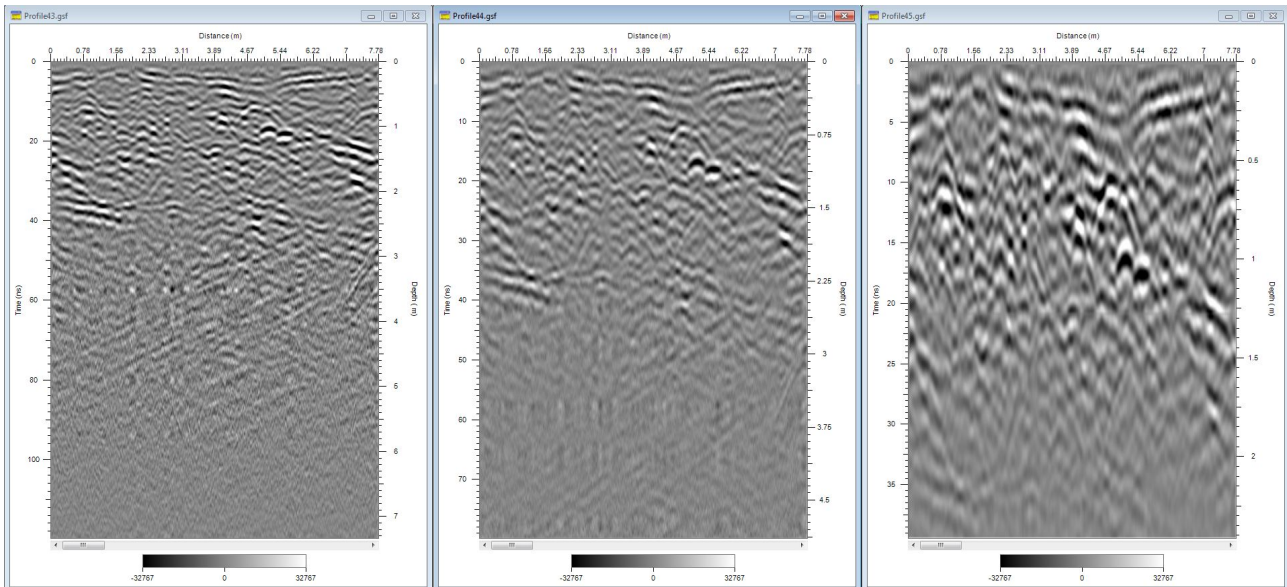 Profile43.gsf
Distance (m)
0 0.78 1.56 2.33 3.11 3.89 4.67 5.44 6.22 7 7.78
0 0
1
20
2
40
3
60 4
5
80
6
100
7
Time (ns)
Depth ( m)
-32767 0 32767
Profile44.gsf
Distance (m)
0 0.78 1.56 2.33 3.11 3.89 4.67 5.44 6.22 7 7.78
0 0
10 0.75
20
1.5
30
2.25
40
3
50
60 3.75
70
4.5
Time (ns)
Depth ( m)
-32767 0 32767
Profile45.gsf
Distance (m)
0 0.78 1.56 2.33 3.11 3.89 4.67 5.44 6.22 7 7.78
0 0
5
0.5
10
15
1
20
25 1.5
30
2
35
Time (ns)
Depth ( m)
-32767 0 32767